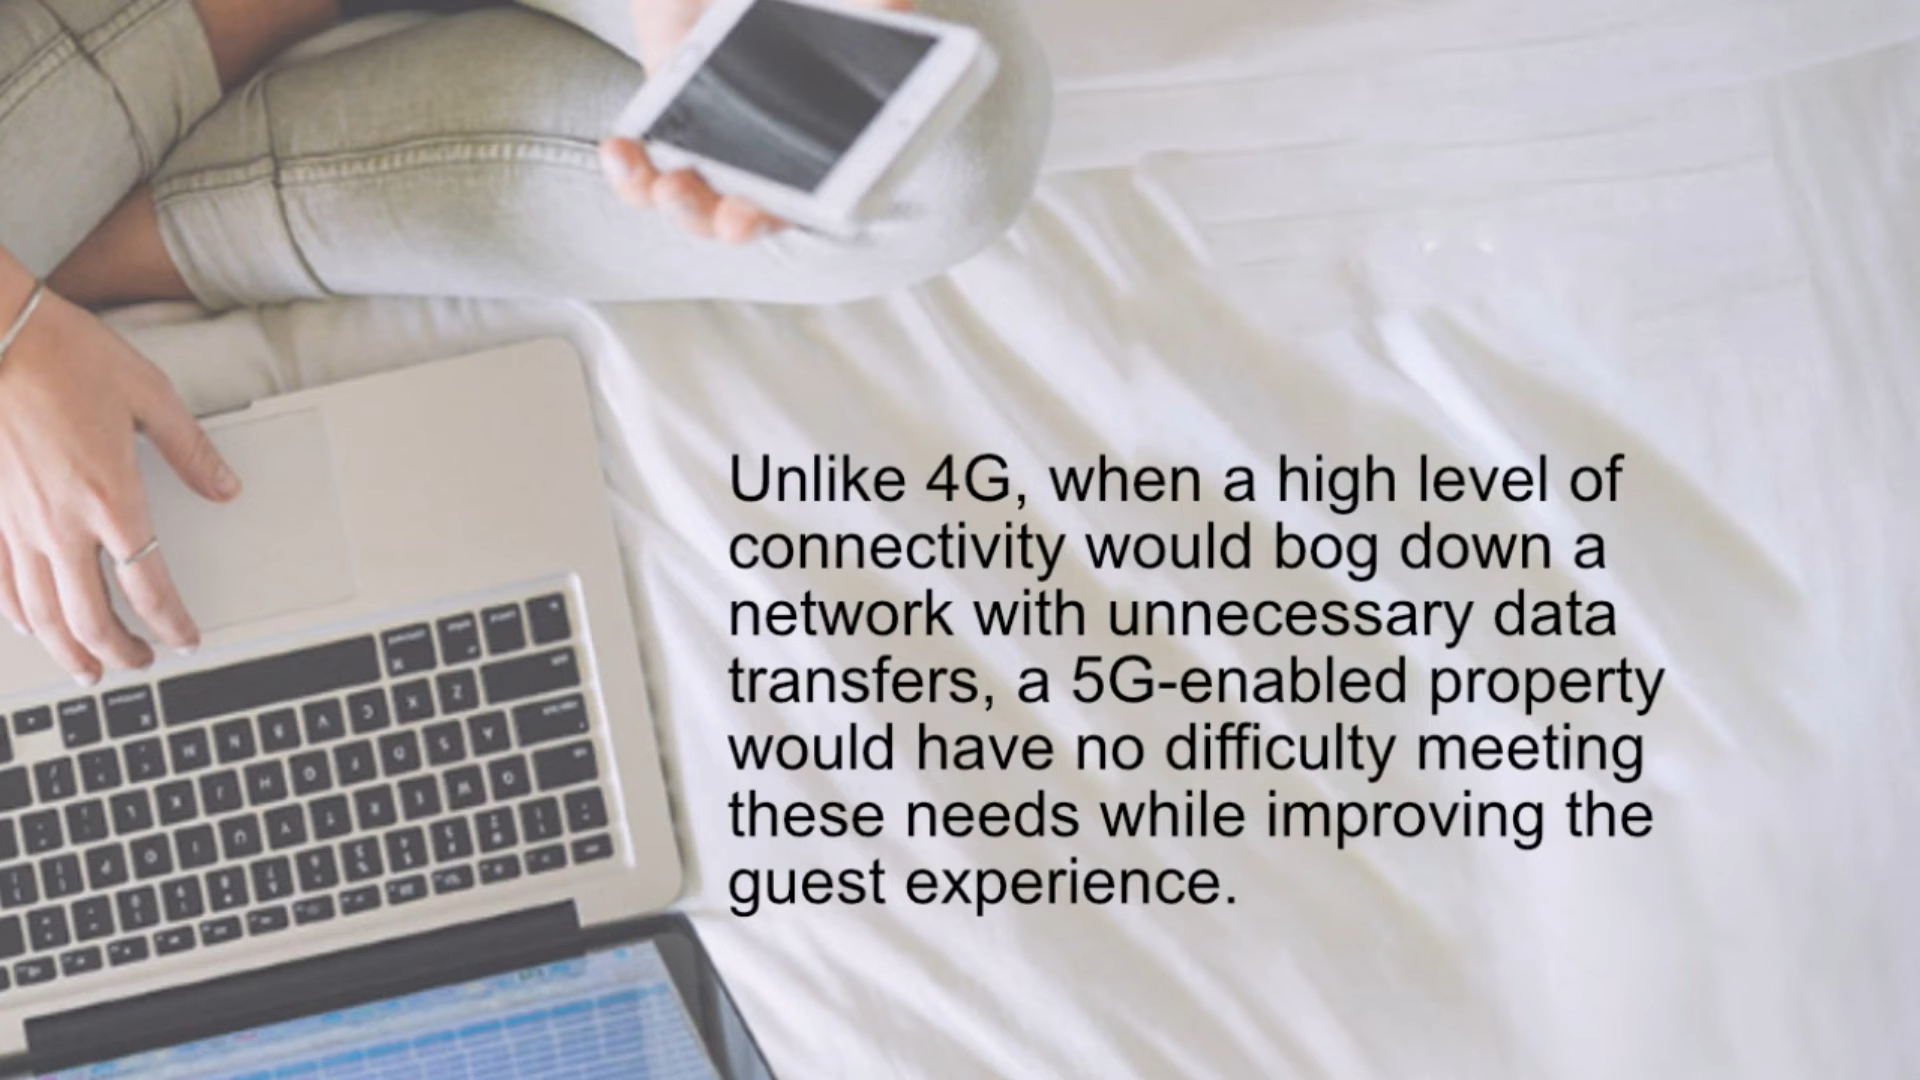 Unlike 4G, when a high level of
connectivity would bog down a
network with unnecessary data
transfers, a 5G-enabled property
would have no difficulty meeting
these needs while improving the
guest experience.